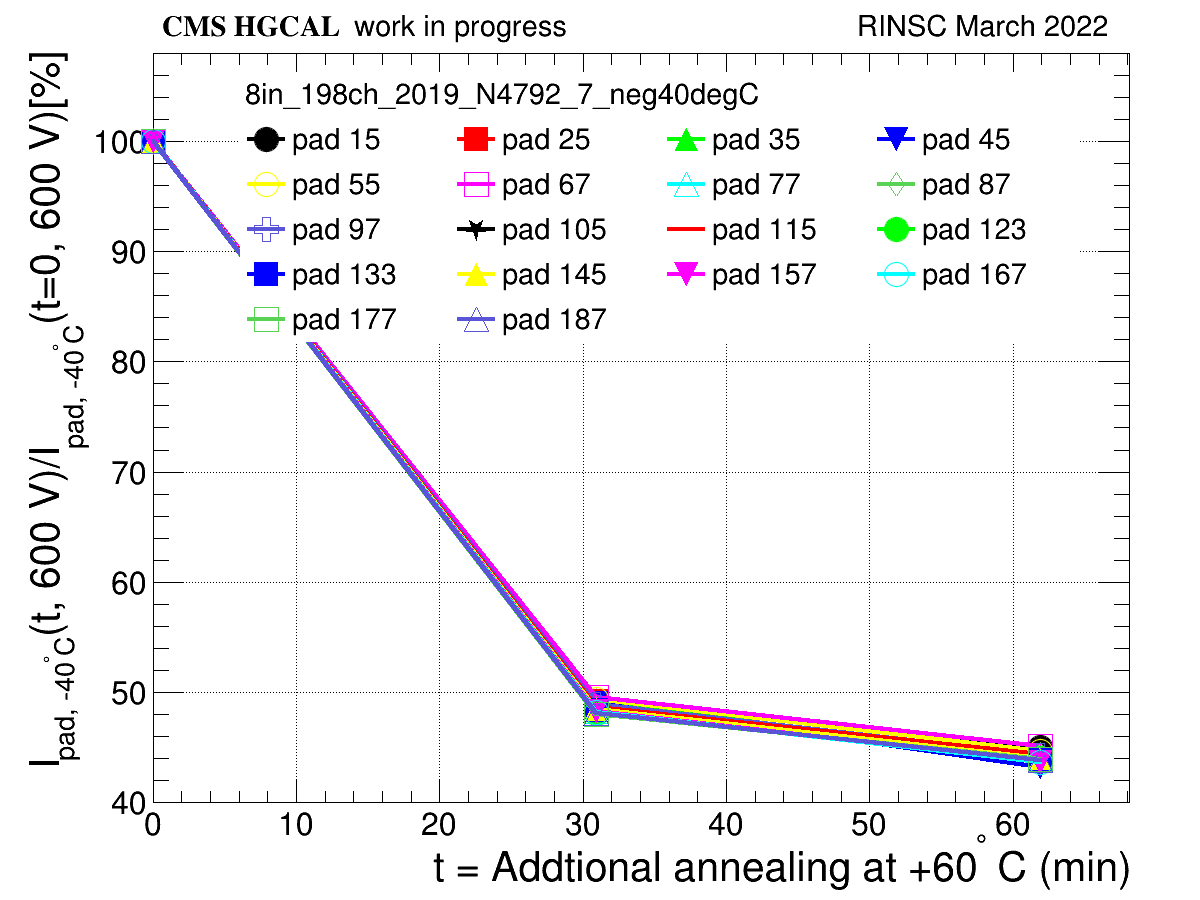 CMS HGCAL work in progress RINSC March 2022
8in_198ch_2019_N4792_7_neg40degC
pad 15 pad 25 pad 35 pad 45
pad 55 pad 67 pad 77 pad 87
pad 97 pad 105 pad 115 pad 123
pad 133 pad 145 pad 157 pad 167
pad 177 pad 187
I_pad, -40°C(t, 600 V)/I_pad, -40°C(t=0, 600 V)[%]
100
90
80
70
60
50
40
0 10 20 30 40 50 60
t = Addtional annealing at +60°C (min)